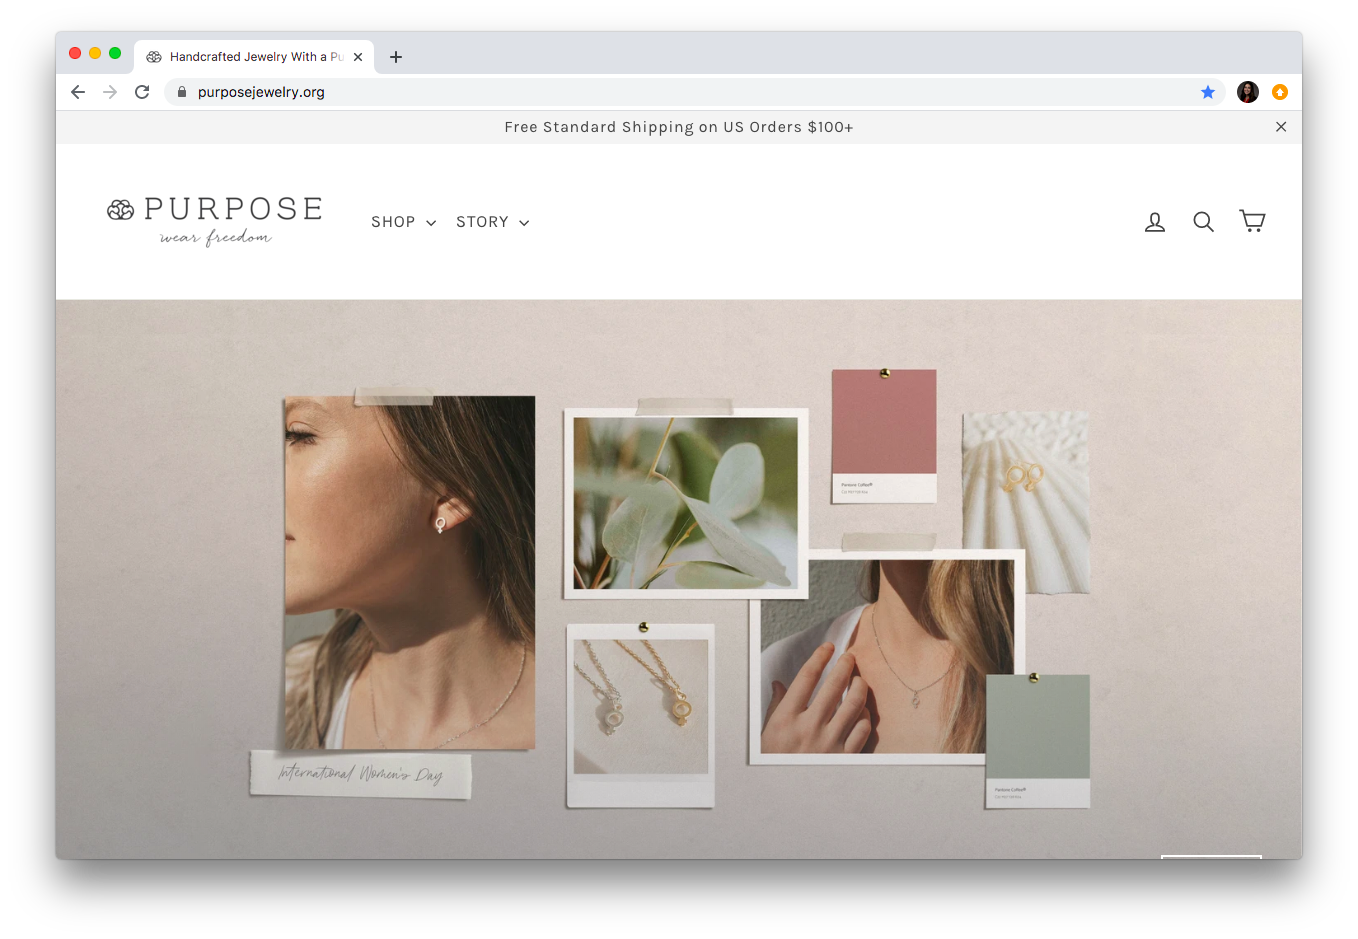 Handcrafted Jewelry With a Pu
purposejewelry.org
Free Standard Shipping on US Orders $100+
PURPOSE
wear freedom
SHOP
STORY
International Women's Day